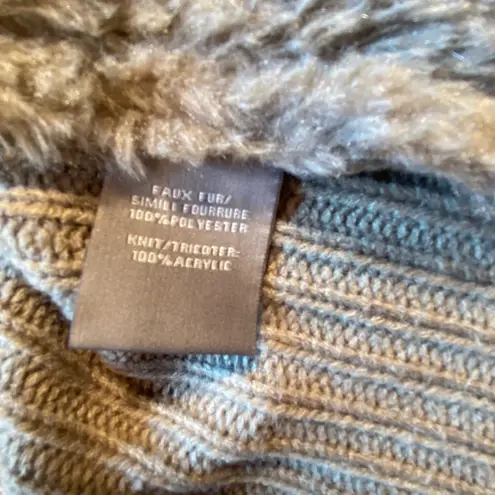 FAUX FUR/
SIMILI FOURRURE
100% POLYESTER
KNIT/TRICOTER:
100% ACRYLIC